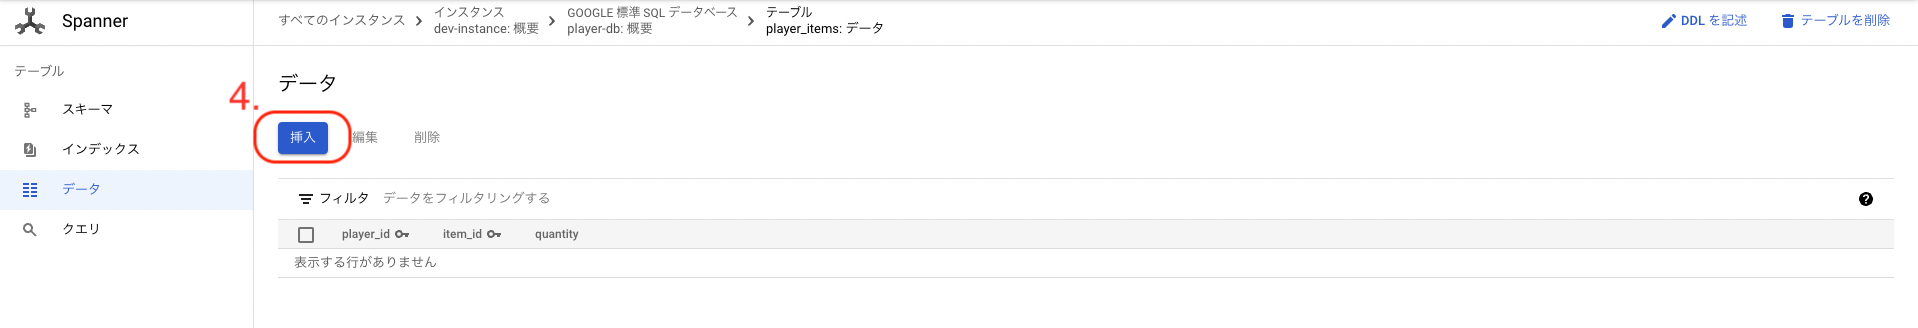 Spanner
すべてのインスタンス
インスタンス
dev-instance: 概要
GOOGLE 標準 SQL データベース
player-db: 概要
テーブル
player_items: データ
DDL を記述
テーブルを削除
テーブル
スキーマ
インデックス
データ
クエリ
データ
4.
挿入
編集
削除
フィルタ データをフィルタリングする
player_id item_id quantity
表示する行がありません